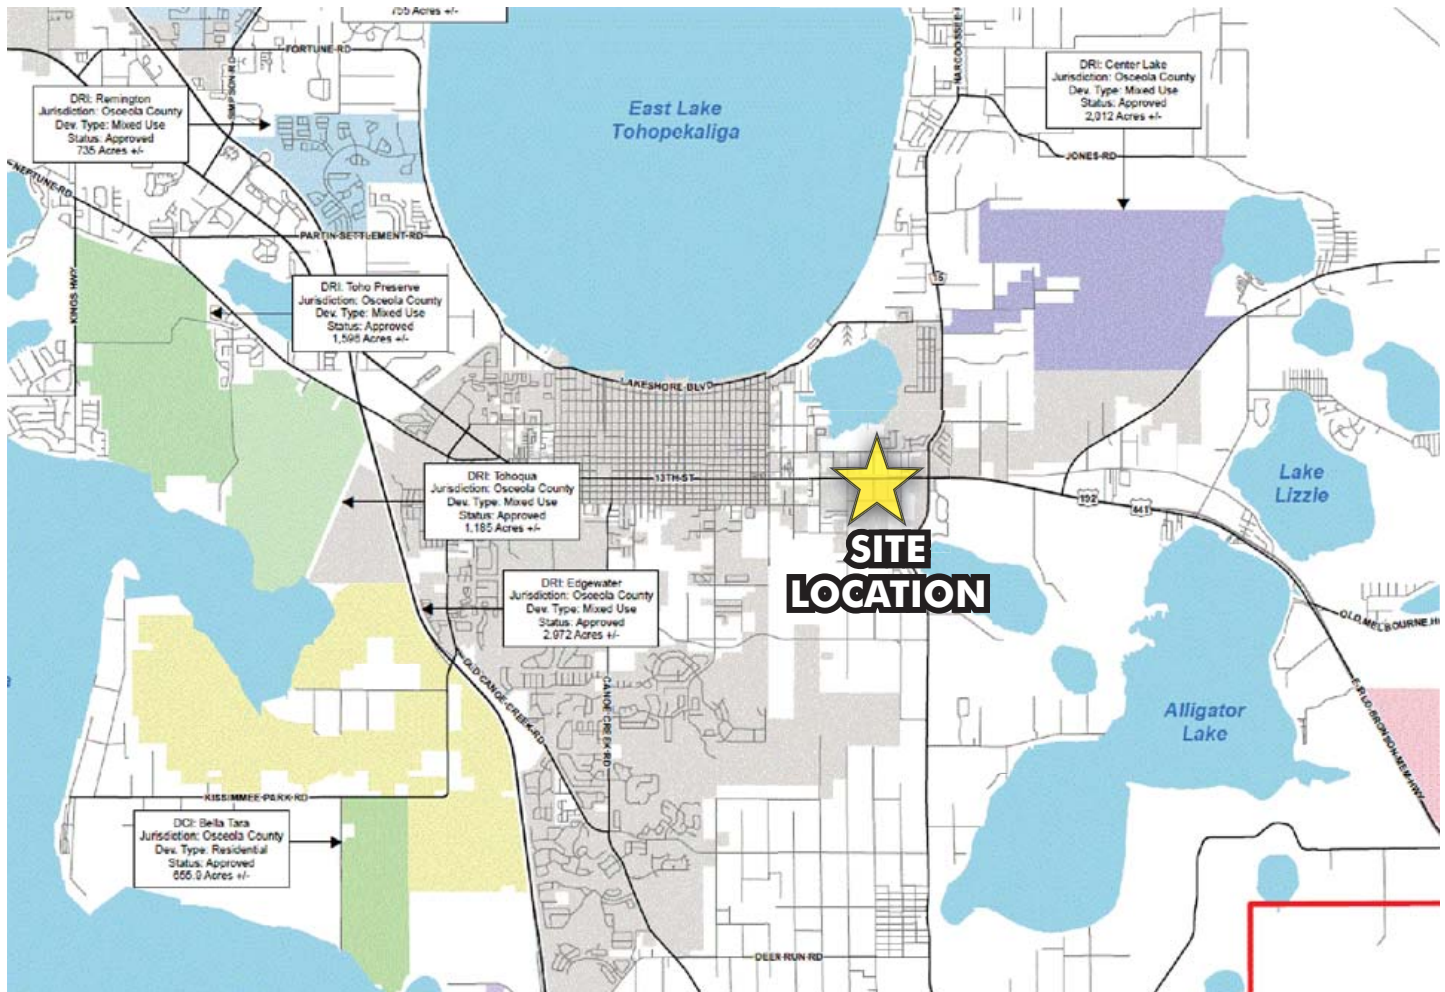 755 Acres +/-
FORTUNE-RD
SIMPSON-RD
NARCOOSSEE-R
DRI: Remington
Jurisdiction: Osceola County
Dev. Type: Mixed Use
Status: Approved
735 Acres +/-
East Lake
Tohopekaliga
DRI: Center Lake
Jurisdiction: Osceola County
Dev. Type: Mixed Use
Status: Approved
2,012 Acres +/-
JONES-RD
NEPTUNE-RD
PARTIN-SETTLEMENT-RD
KINGS-HWY
15
DRI: Toho Preserve
Jurisdiction: Osceola County
Dev. Type: Mixed Use
Status: Approved
1,596 Acres +/-
LAKESHORE-BLVD
13TH-ST
DRI: Tohoqua
Jurisdiction: Osceola County
Dev. Type: Mixed Use
Status: Approved
1,185 Acres +/-
Lake
Lizzie
192
441
SITE
LOCATION
DRI: Edgewater
Jurisdiction: Osceola County
Dev. Type: Mixed Use
Status: Approved
2,972 Acres +/-
OLD-MELBOURNE-H
OLD-CANOE-CREEK-RD
CANOE-CREEK-RD
Alligator
Lake
E-IRLO-BRONSON-MEM-HWY
KISSIMMEE-PARK-RD
DCI: Bella Tara
Jurisdiction: Osceola County
Dev. Type: Residential
Status: Approved
655.9 Acres +/-
DEER-RUN-RD